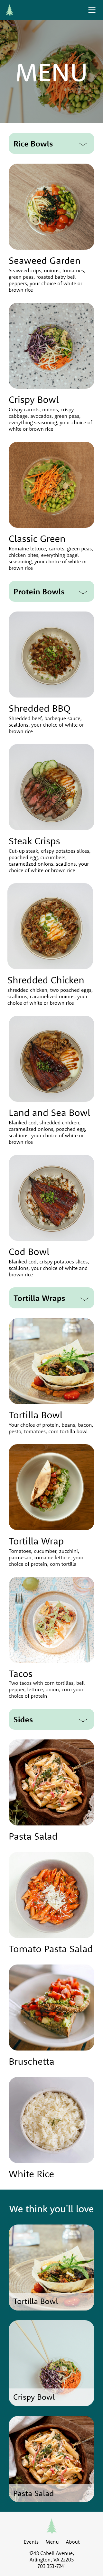 MENU
Rice Bowls
Seaweed Garden
Seaweed crips, onions, tomatoes,
green peas, roasted baby bell
peppers, your choice of white or
brown rice
Crispy Bowl
Crispy carrots, onions, crispy
cabbage, avocados, green peas,
everything seasoning, your choice of
white or brown rice
Classic Green
Romaine lettuce, carrots, green peas,
chicken bites, everything bagel
seasoning, your choice of white or
brown rice
Protein Bowls
Shredded BBQ
Shredded beef, barbeque sauce,
scallions, your choice of white or
brown rice
Steak Crisps
Cut-up steak, crispy potatoes slices,
poached egg, cucumbers,
caramelized onions, scallions, your
choice of white or brown rice
Shredded Chicken
shredded chicken, two poached eggs,
scallions, caramelized onions, your
choice of white or brown rice
Land and Sea Bowl
Blanked cod, shredded chicken,
caramelized onions, poached egg,
scallions, your choice of white or
brown rice
Cod Bowl
Blanked cod, crispy potatoes slices,
scallions, your choice of white and
brown rice
Tortilla Wraps
Tortilla Bowl
Your choice of protein, beans, bacon,
pesto, tomatoes, corn tortilla bowl
Tortilla Wrap
Tomatoes, cucumber, zucchini,
parmesan, romaine lettuce, your
choice of protein, corn tortilla
Tacos
Two tacos with corn tortillas, bell
pepper, lettuce, onion, corn your
choice of protein
Sides
Pasta Salad
Tomato Pasta Salad
Bruschetta
White Rice
We think you'll love
Tortilla Bowl
Crispy Bowl
Pasta Salad
Events Menu About
1248 Cabell Avenue,
Arlington, VA 22205
703 353-7241